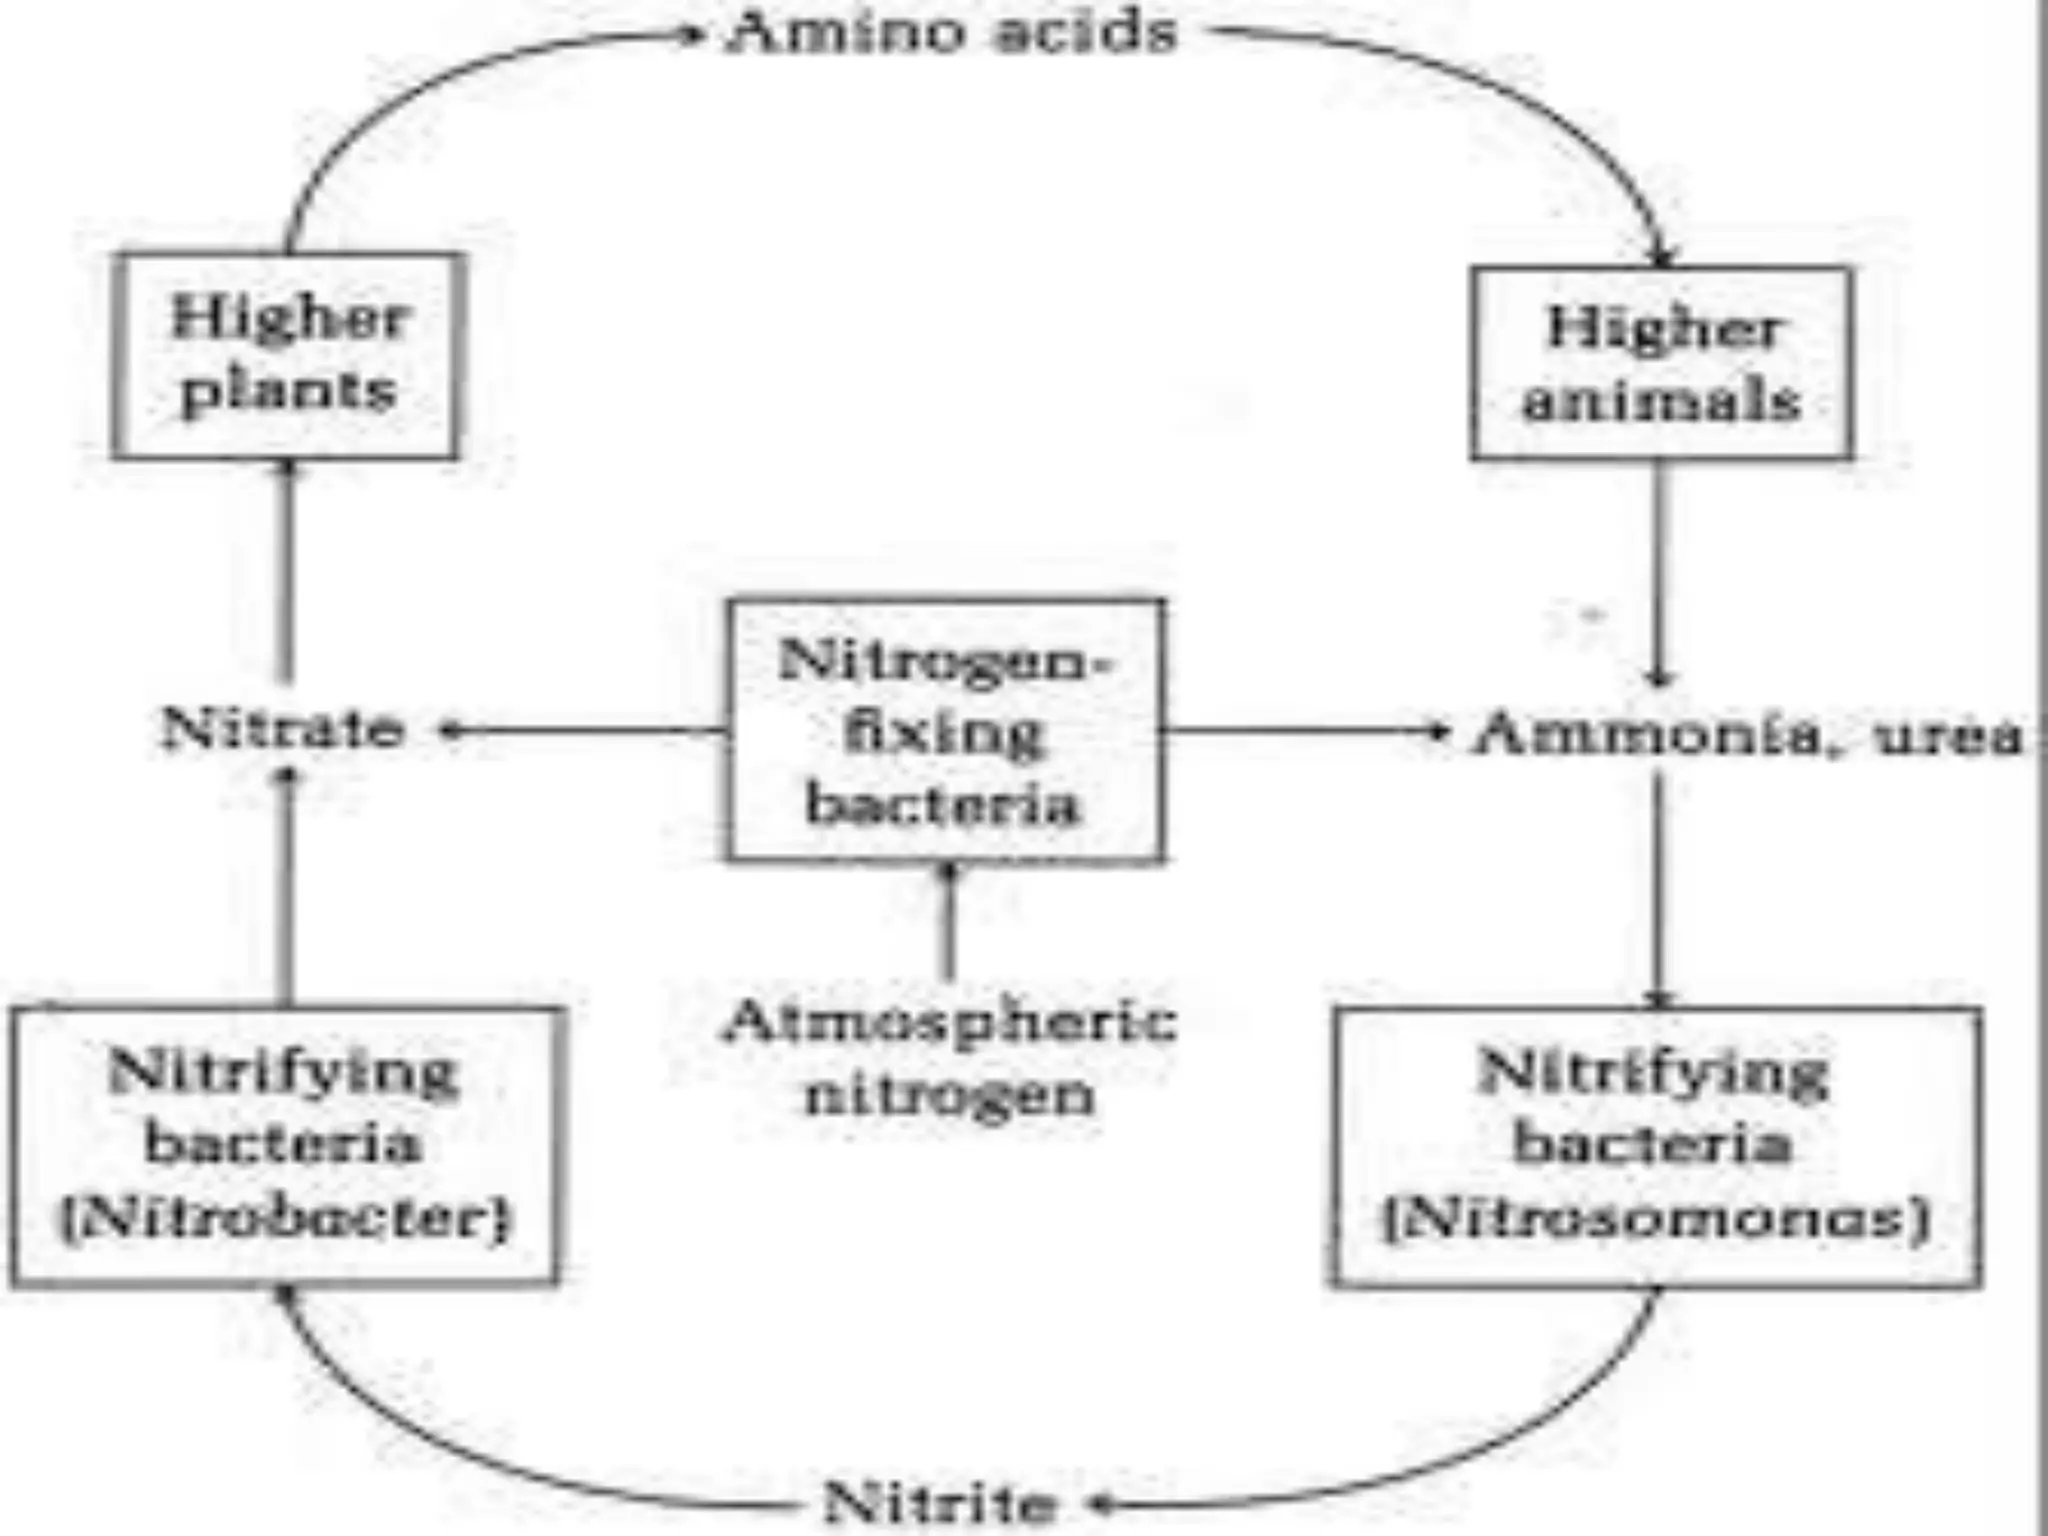 Amino acids
Higher
plants
Higher
animals
Nitrogen-
fixing
bacteria
Nitrate
Ammonia, urea
Atmospheric
nitrogen
Nitrifying
bacteria
(Nitrobacter)
Nitrifying
bacteria
(Nitrosomonas)
Nitrite